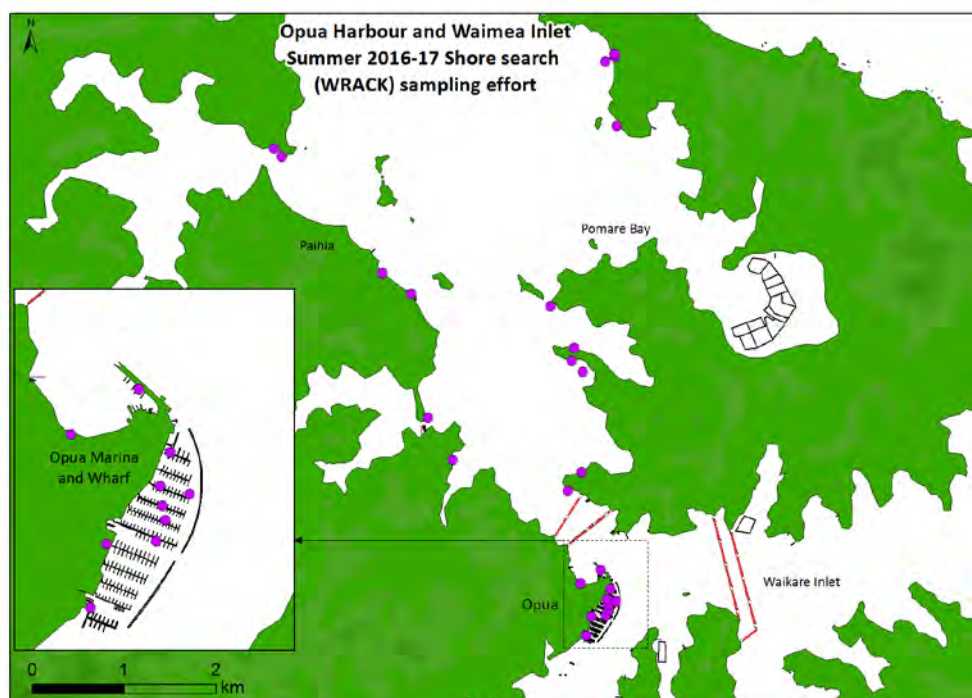 N
Opua Harbour and Waimea Inlet
Summer 2016-17 Shore search
(WRACK) sampling effort
Paihia
Pomare Bay
Opua Marina
and Wharf
Waikare Inlet
Opua
0 1 2
km